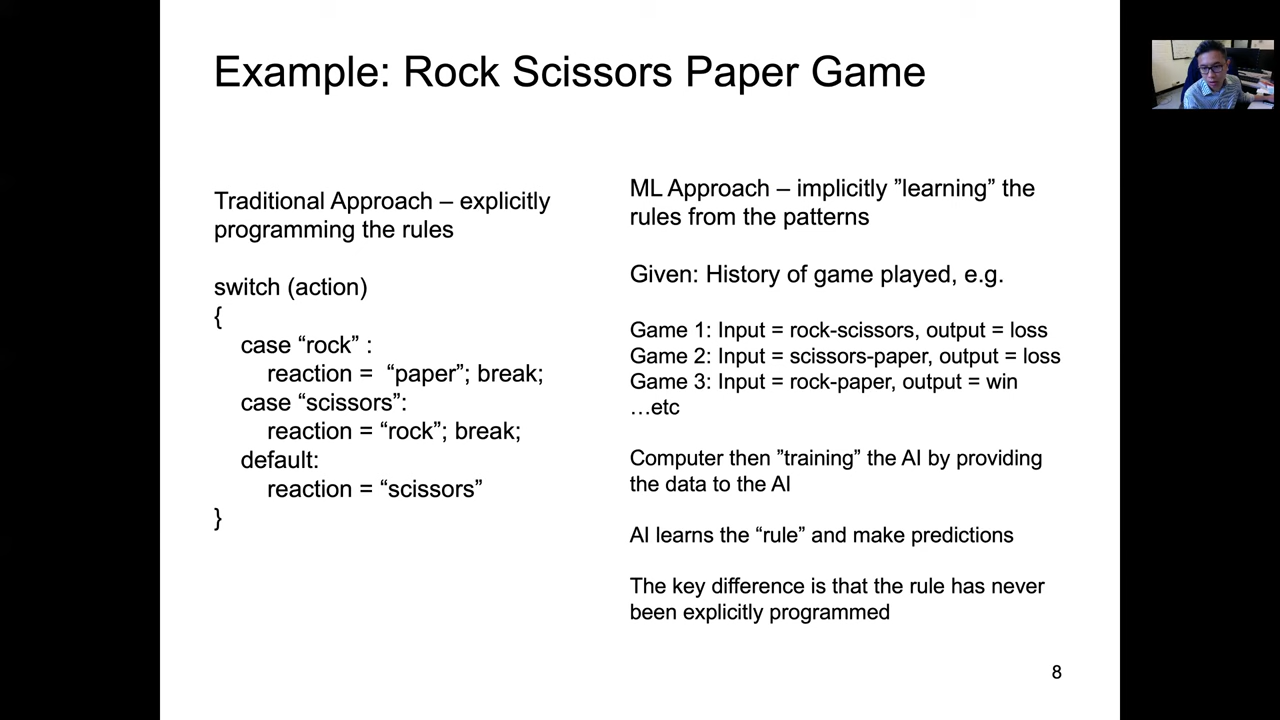 Example: Rock Scissors Paper Game
Traditional Approach – explicitly
programming the rules
switch (action)
{
case “rock” :
reaction = “paper”; break;
case “scissors”:
reaction = “rock”; break;
default:
reaction = “scissors”
}
ML Approach – implicitly ”learning” the
rules from the patterns
Given: History of game played, e.g.
Game 1: Input = rock-scissors, output = loss
Game 2: Input = scissors-paper, output = loss
Game 3: Input = rock-paper, output = win
…etc
Computer then ”training” the AI by providing
the data to the AI
AI learns the “rule” and make predictions
The key difference is that the rule has never
been explicitly programmed
8